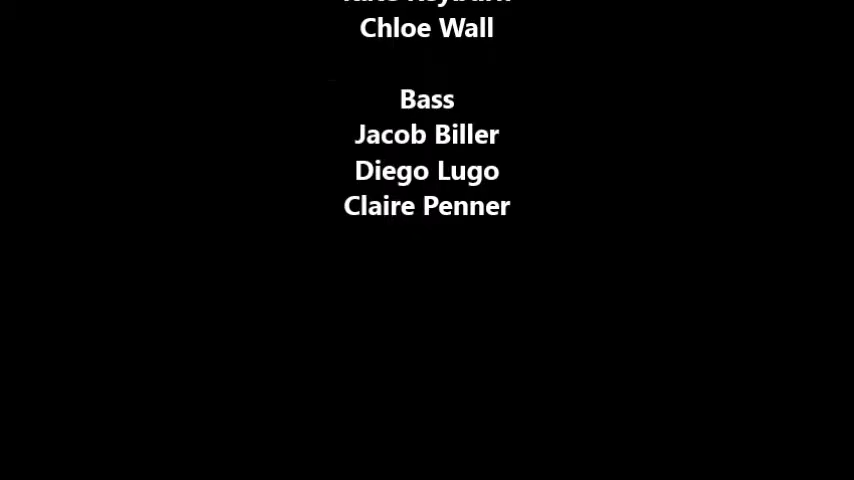 Chloe Wall
Bass
Jacob Biller
Diego Lugo
Claire Penner